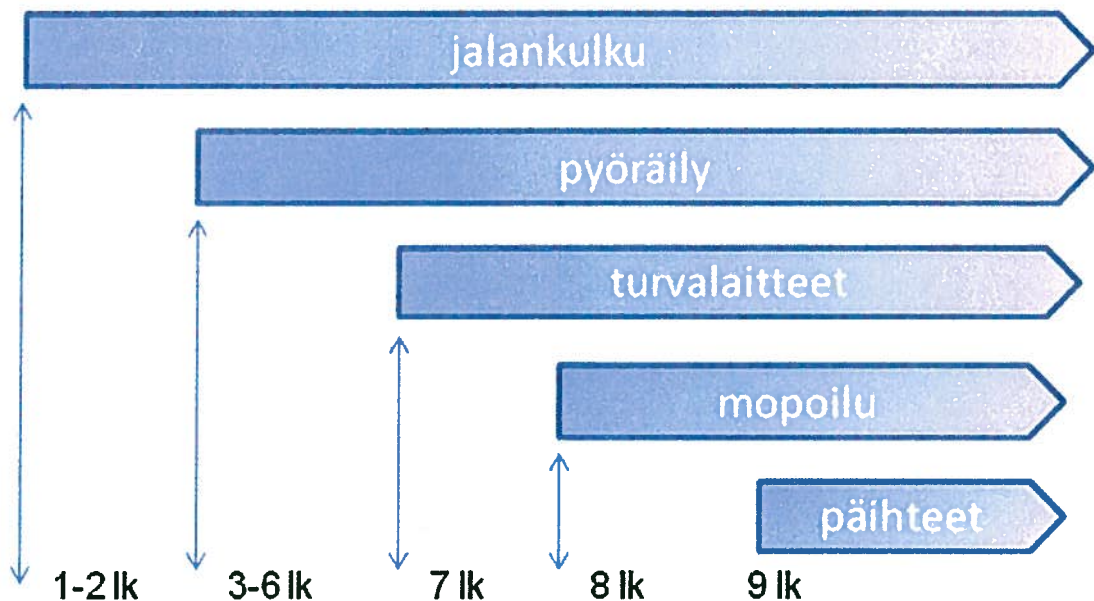 jalankulku
pyöräily
turvalaitteet
mopoilu
päihteet
1-2 lk 3-6 lk 7 lk 8 lk 9 lk